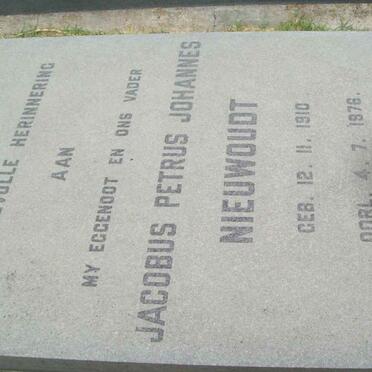 HERINNERING
AAN
MY EGGENOOT EN ONS VADER
JACOBUS PETRUS JOHANNES
NIEUWOUDT
GEB. 12. 11. 1910
OORL. 4. 7. 1976.